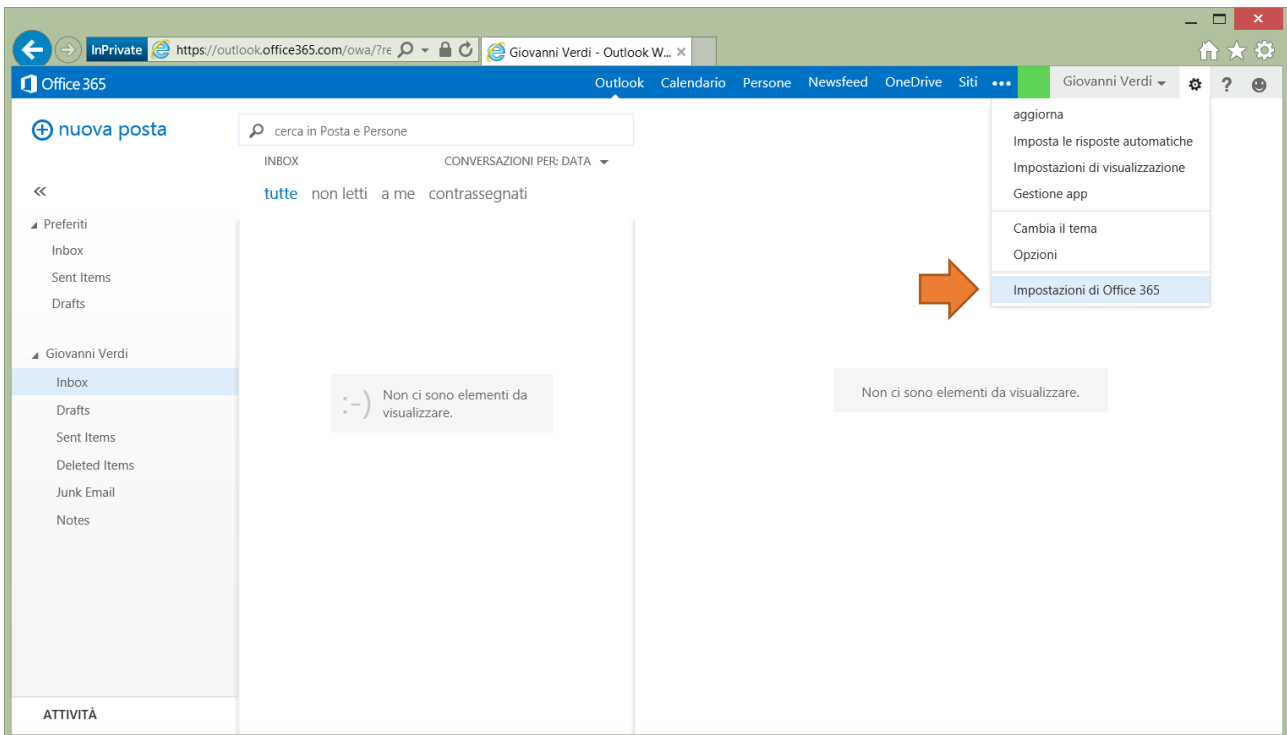 InPrivate https://outlook.office365.com/owa/?re Giovanni Verdi - Outlook W...
Office 365 Outlook Calendario Persone Newsfeed OneDrive Siti ••• Giovanni Verdi ?
nuova posta
cerca in Posta e Persone
INBOX CONVERSAZIONI PER: DATA
tutte non letti a me contrassegnati
Preferiti
Inbox
Sent Items
Drafts
Giovanni Verdi
Inbox
Drafts
Sent Items
Deleted Items
Junk Email
Notes
ATTIVITÀ
:-)
Non ci sono elementi da
visualizzare.
Non ci sono elementi da visualizzare.
aggiorna
Imposta le risposte automatiche
Impostazioni di visualizzazione
Gestione app
Cambia il tema
Opzioni
Impostazioni di Office 365